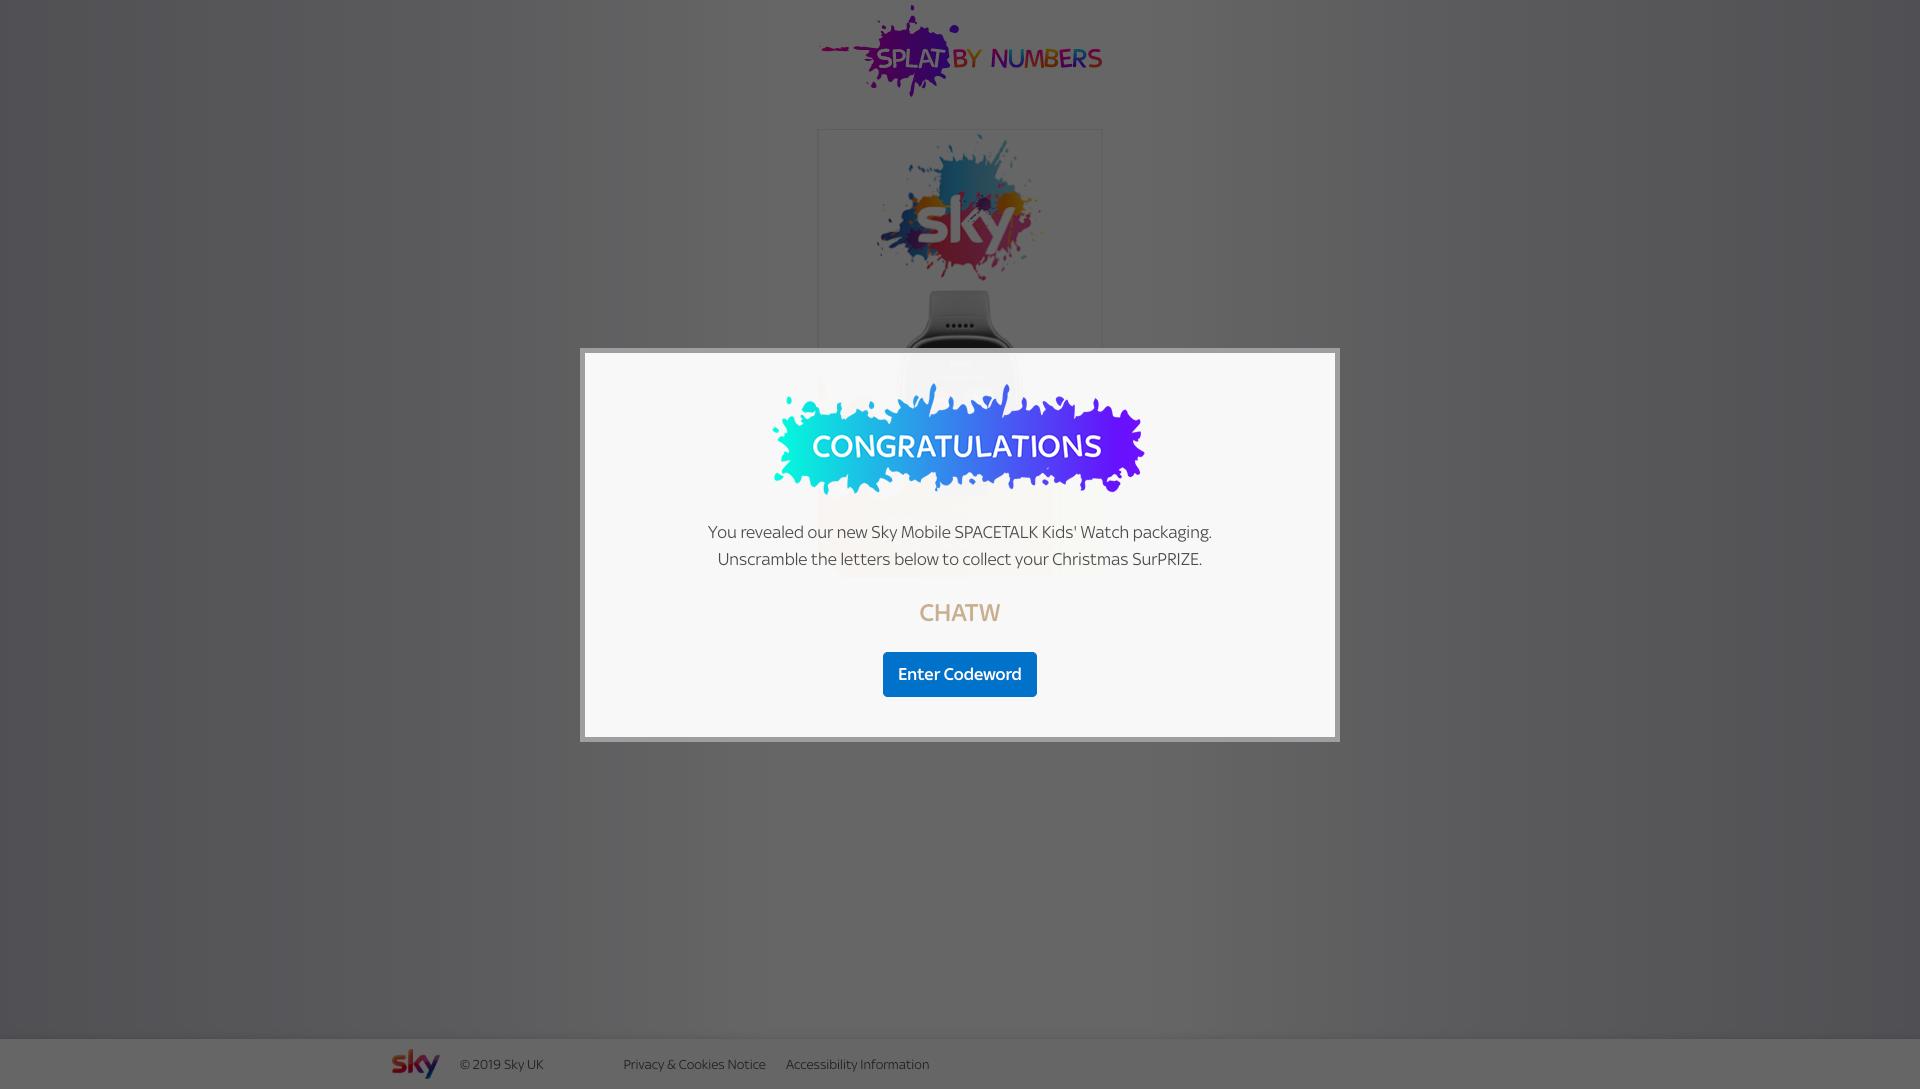 SPLAT BY NUMBERS
sky
CONGRATULATIONS
You revealed our new Sky Mobile SPACETALK Kids' Watch packaging.
Unscramble the letters below to collect your Christmas SurPRIZE.
CHATW
Enter Codeword
sky © 2019 Sky UK Privacy & Cookies Notice Accessibility Information